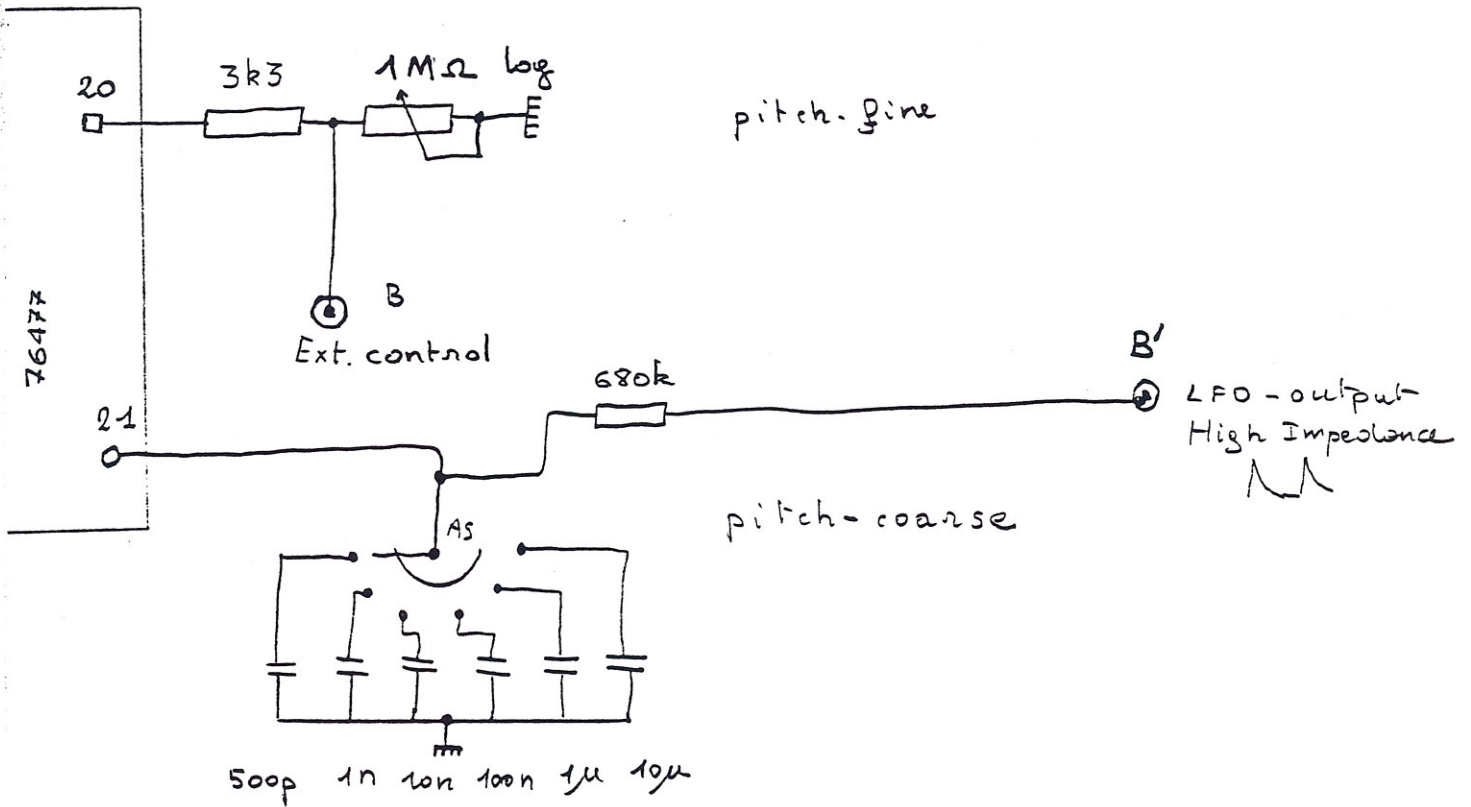 3k3
1MΩ log
20
pitch-fine
B
Ext. control
76477
B'
680k
LFO-output
High Impedance
21
AS
pitch-coarse
500p 1n 10n 100n 1µ 10µ